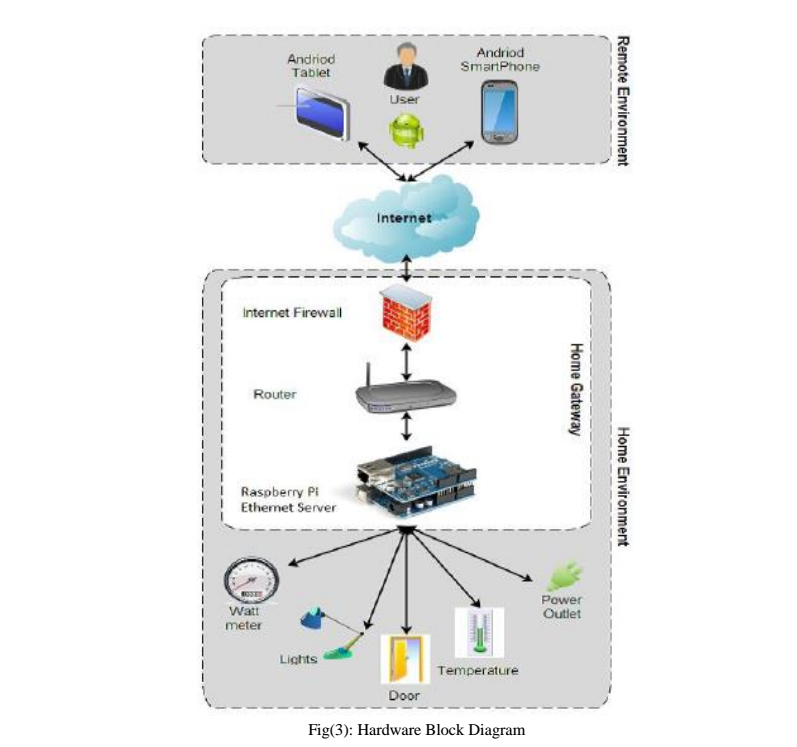 Andriod
Tablet
User
Andriod
SmartPhone
Remote Environment
Internet
Internet Firewall
Router
Raspberry Pi
Ethernet Server
Home Gateway
Home Environment
Watt
meter
Lights
Door
Temperature
Power
Outlet
Fig(3): Hardware Block Diagram